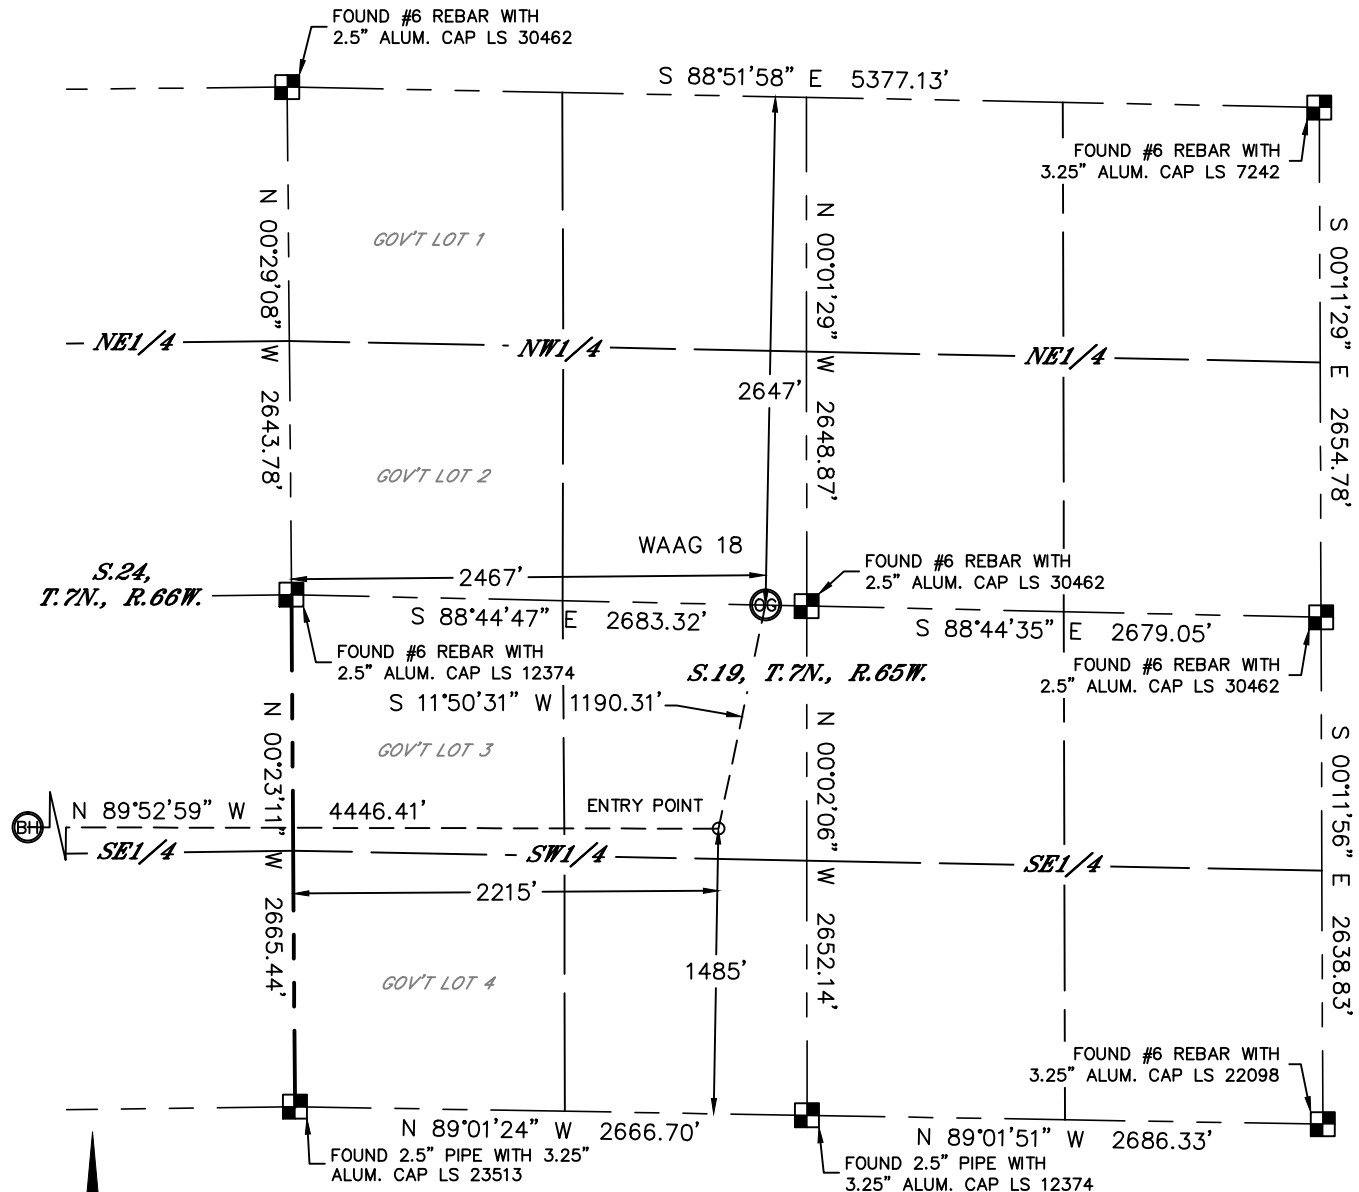 FOUND #6 REBAR WITH
2.5" ALUM. CAP LS 30462
S 88°51'58" E 5377.13'
FOUND #6 REBAR WITH
3.25" ALUM. CAP LS 7242
N 00°29'08" W 2643.78'
GOV'T LOT 1
N 00°01'29" W 2648.87'
S 00°11'29" E 2654.78'
NE1/4
NW1/4
NE1/4
2647'
GOV'T LOT 2
WAAG 18
FOUND #6 REBAR WITH
2.5" ALUM. CAP LS 30462
S.24,
T.7N., R.66W.
2467'
OG
S 88°44'47" E 2683.32'
S 88°44'35" E 2679.05'
FOUND #6 REBAR WITH
2.5" ALUM. CAP LS 12374
S.19, T.7N., R.65W.
FOUND #6 REBAR WITH
2.5" ALUM. CAP LS 30462
S 11°50'31" W 1190.31'
N 00°23'11" W 2665.44'
GOV'T LOT 3
N 00°02'06" W 2652.14'
S 00°11'56" E 2638.83'
BH
N 89°52'59" W 4446.41'
ENTRY POINT
SE1/4
SW1/4
SE1/4
2215'
1485'
GOV'T LOT 4
FOUND #6 REBAR WITH
3.25" ALUM. CAP LS 22098
N 89°01'24" W 2666.70'
N 89°01'51" W 2686.33'
FOUND 2.5" PIPE WITH 3.25"
ALUM. CAP LS 23513
FOUND 2.5" PIPE WITH
3.25" ALUM. CAP LS 12374